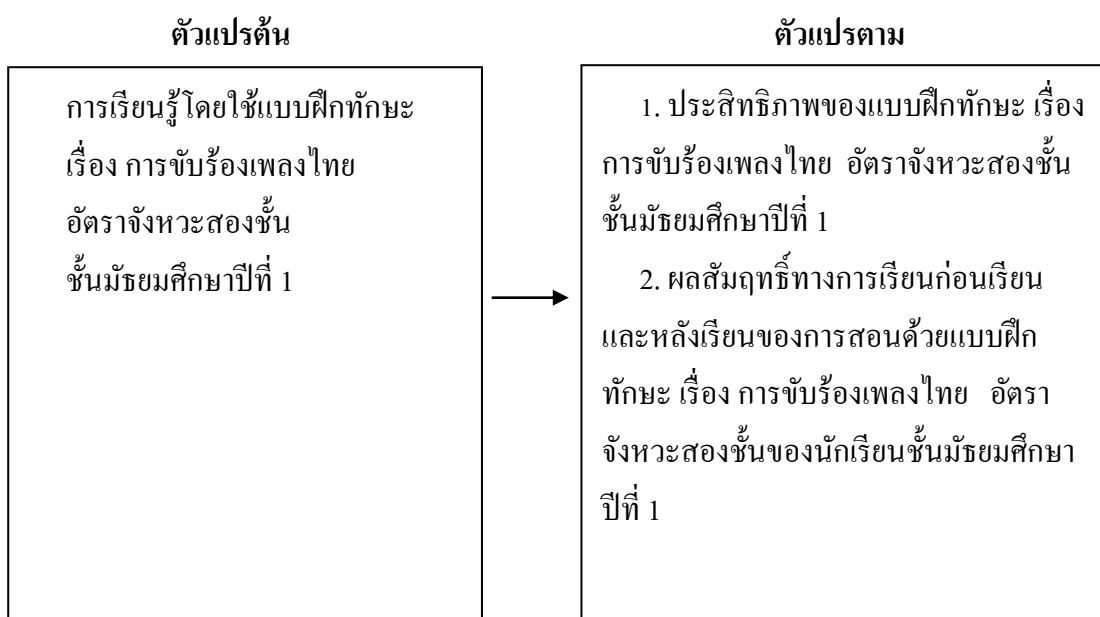 ตัวแปรต้น
การเรียนรู้โดยใช้แบบฝึกทักษะ
เรื่อง การขับร้องเพลงไทย
อัตราจังหวะสองชั้น
ชั้นมัธยมศึกษาปีที่ 1
ตัวแปรตาม
1. ประสิทธิภาพของแบบฝึกทักษะ เรื่อง
การขับร้องเพลงไทย อัตราจังหวะสองชั้น
ชั้นมัธยมศึกษาปีที่ 1
2. ผลสัมฤทธิ์ทางการเรียนก่อนเรียน
และหลังเรียนของการสอนด้วยแบบฝึก
ทักษะ เรื่อง การขับร้องเพลงไทย อัตรา
จังหวะสองชั้นของนักเรียนชั้นมัธยมศึกษา
ปีที่ 1